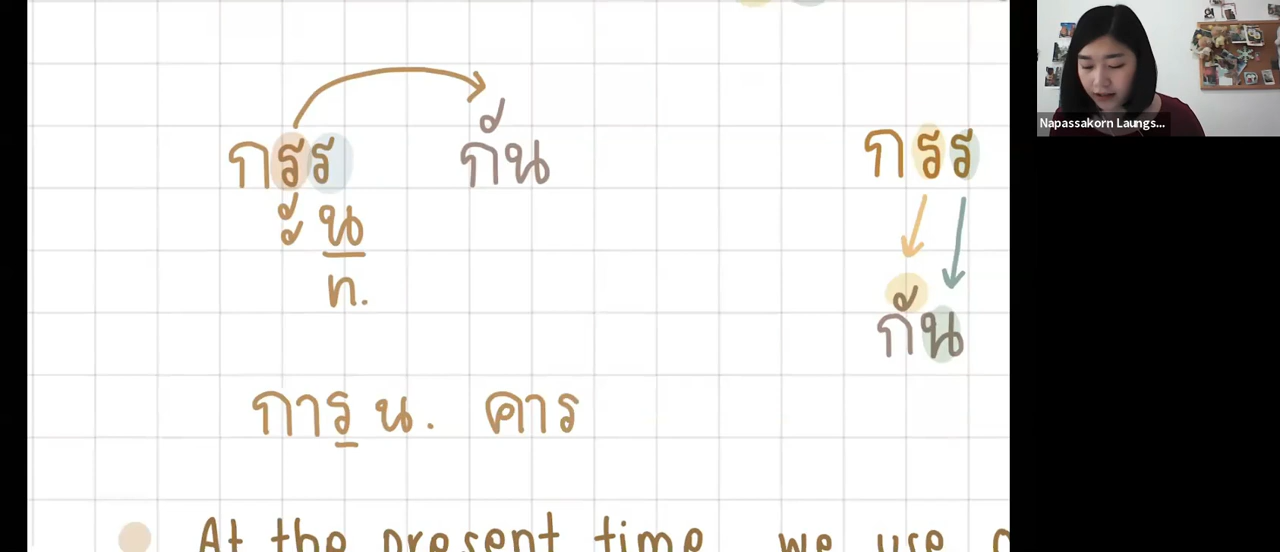 กรร กัน กรร
ะ น
n.
กัน
การ น. คาร
At the present time, we use
Napassakorn Laungs...